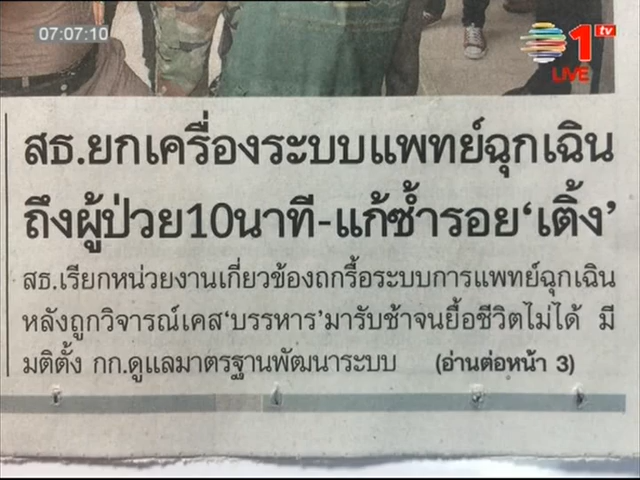 07:07:10
1 tv
LIVE
สธ.ยกเครื่องระบบแพทย์ฉุกเฉิน
ถึงผู้ป่วย10นาที-แก้ซ้ำรอย‘เติ้ง’
สธ.เรียกหน่วยงานเกี่ยวข้องถกรื้อระบบการแพทย์ฉุกเฉิน
หลังถูกวิจารณ์เคส‘บรรหาร’มารับช้าจนยื้อชีวิตไม่ได้ มี
มติตั้ง กก.ดูแลมาตรฐานพัฒนาระบบ (อ่านต่อหน้า 3)